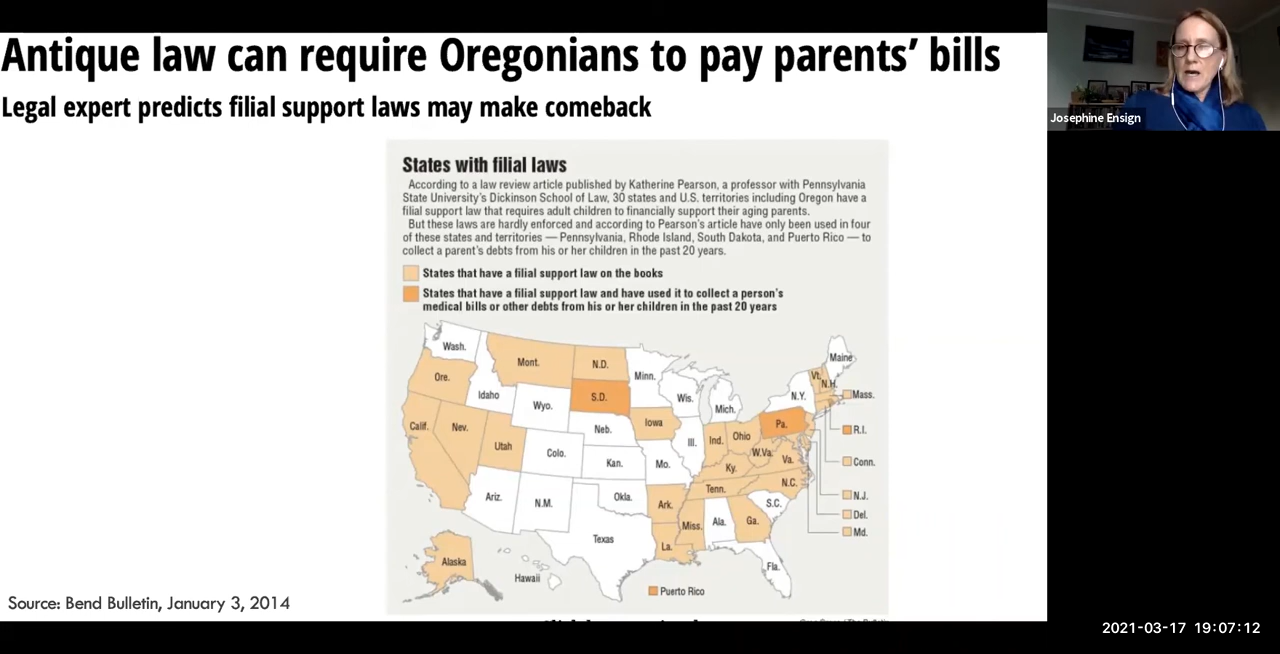 Antique law can require Oregonians to pay parents' bills
Legal expert predicts filial support laws may make comeback
Josephine Ensign
States with filial laws
According to a law review article published by Katherine Pearson, a professor with Pennsylvania
State University's Dickinson School of Law, 30 states and U.S. territories including Oregon have a
filial support law that requires adult children to financially support their aging parents.
But these laws are hardly enforced and according to Pearson's article have only been used in four
of these states and territories — Pennsylvania, Rhode Island, South Dakota, and Puerto Rico — to
collect a parent's debts from his or her children in the past 20 years.
States that have a filial support law on the books
States that have a filial support law and have used it to collect a person's
medical bills or other debts from his or her children in the past 20 years
Wash.
Mont.
N.D.
Minn.
Maine
Ore.
Idaho
Wyo.
S.D.
Wis.
Mich.
N.Y.
Vt.
N.H.
Mass.
Calif.
Nev.
Utah
Colo.
Neb.
Iowa
Ill.
Ind.
Ohio
Pa.
R.I.
Kan.
Mo.
Ky.
W.Va.
Va.
Conn.
Ariz.
N.M.
Okla.
Ark.
Tenn.
N.C.
N.J.
Texas
La.
Miss.
Ala.
Ga.
S.C.
Del.
Md.
Alaska
Hawaii
Fla.
Puerto Rico
Source: Bend Bulletin, January 3, 2014
2021-03-17 19:07:12